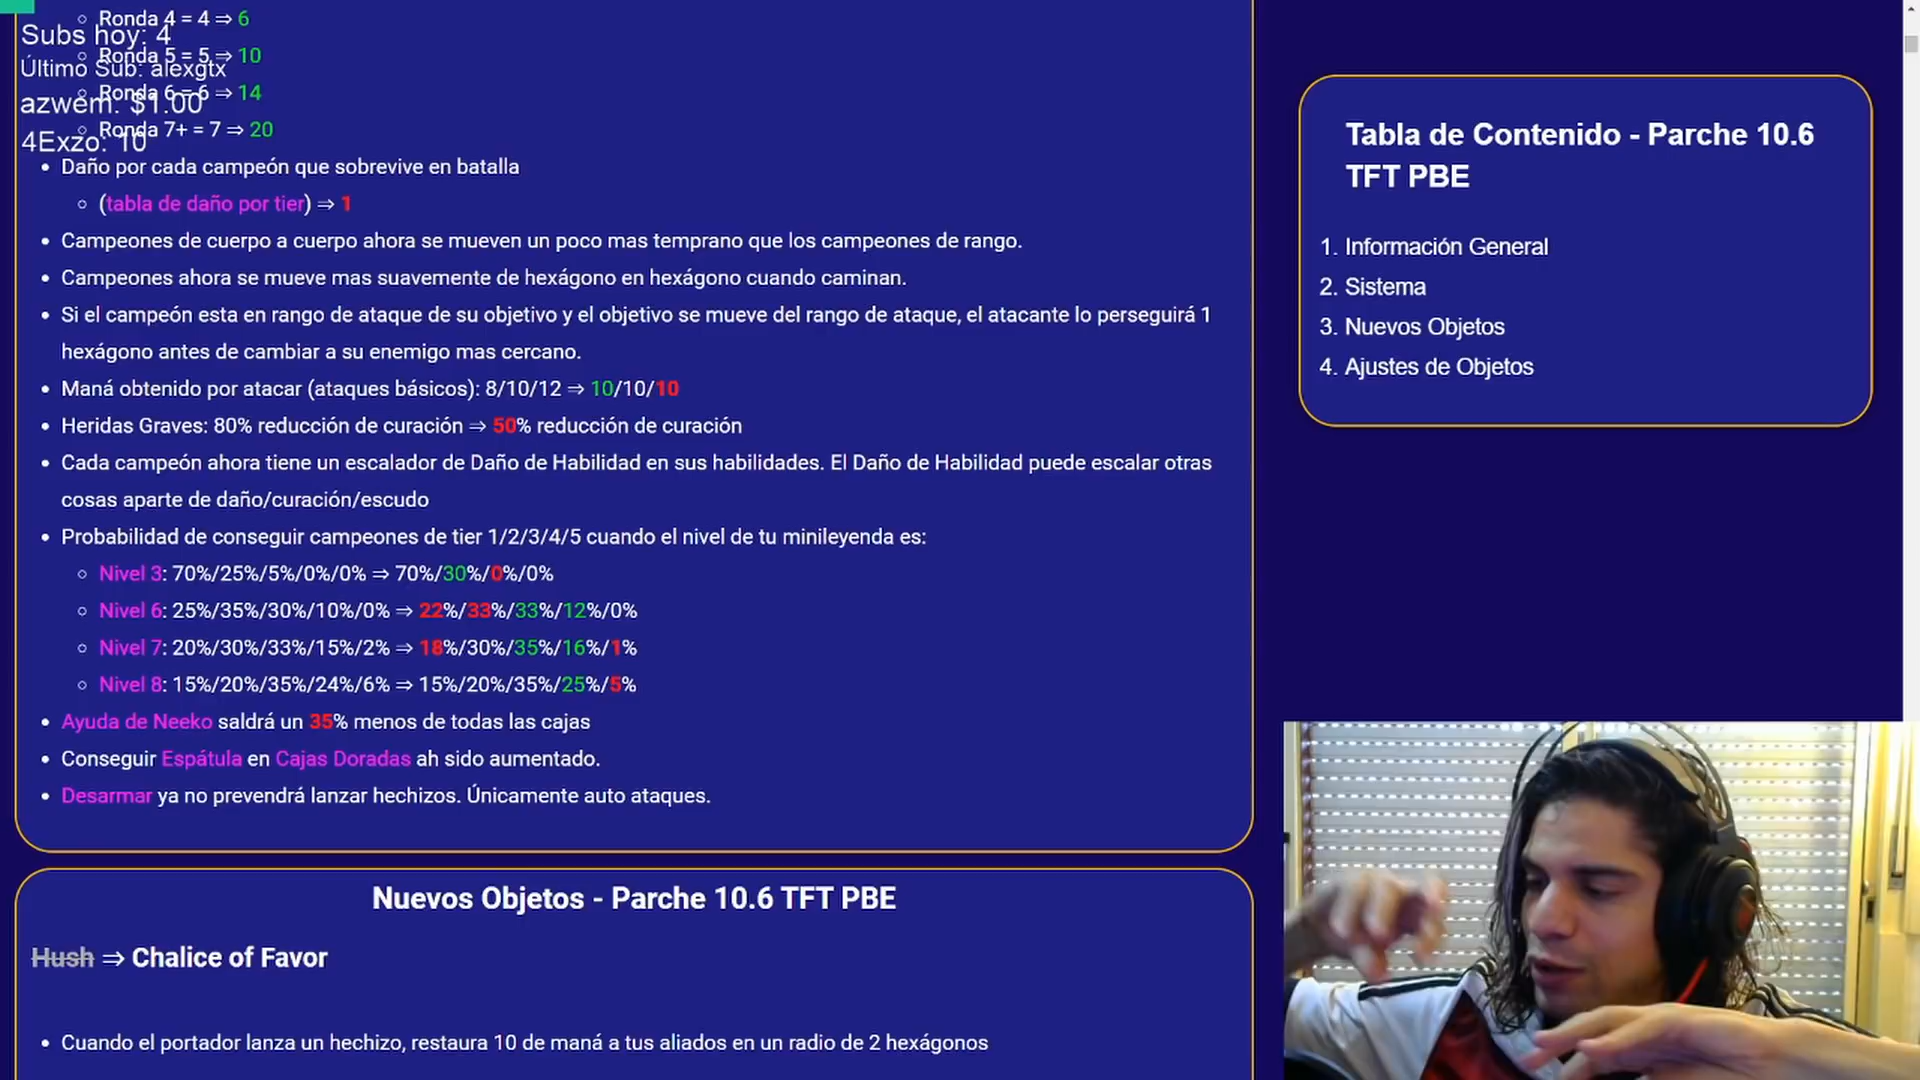 Ronda 4 = 4 ⇒ 6
Subs hoy: 4
Ronda 5 = 5 ⇒ 10
Último Sub: alexgtx
Ronda 6 = 6 ⇒ 14
azwem: $1.00
Ronda 7+ = 7 ⇒ 20
4Exzo: 10
Daño por cada campeón que sobrevive en batalla
(tabla de daño por tier) ⇒ 1
Campeones de cuerpo a cuerpo ahora se mueven un poco mas temprano que los campeones de rango.
Campeones ahora se mueve mas suavemente de hexágono en hexágono cuando caminan.
Si el campeón esta en rango de ataque de su objetivo y el objetivo se mueve del rango de ataque, el atacante lo perseguirá 1
hexágono antes de cambiar a su enemigo mas cercano.
Maná obtenido por atacar (ataques básicos): 8/10/12 ⇒ 10/10/10
Heridas Graves: 80% reducción de curación ⇒ 50% reducción de curación
Cada campeón ahora tiene un escalador de Daño de Habilidad en sus habilidades. El Daño de Habilidad puede escalar otras
cosas aparte de daño/curación/escudo
Probabilidad de conseguir campeones de tier 1/2/3/4/5 cuando el nivel de tu minileyenda es:
Nivel 3: 70%/25%/5%/0%/0% ⇒ 70%/30%/0%/0%
Nivel 6: 25%/35%/30%/10%/0% ⇒ 22%/33%/33%/12%/0%
Nivel 7: 20%/30%/33%/15%/2% ⇒ 18%/30%/35%/16%/1%
Nivel 8: 15%/20%/35%/24%/6% ⇒ 15%/20%/35%/25%/5%
Ayuda de Neeko saldrá un 35% menos de todas las cajas
Conseguir Espátula en Cajas Doradas ah sido aumentado.
Desarmar ya no prevendrá lanzar hechizos. Únicamente auto ataques.
Nuevos Objetos - Parche 10.6 TFT PBE
Hush ⇒ Chalice of Favor
Cuando el portador lanza un hechizo, restaura 10 de maná a tus aliados en un radio de 2 hexágonos
Tabla de Contenido - Parche 10.6
TFT PBE
1. Información General
2. Sistema
3. Nuevos Objetos
4. Ajustes de Objetos